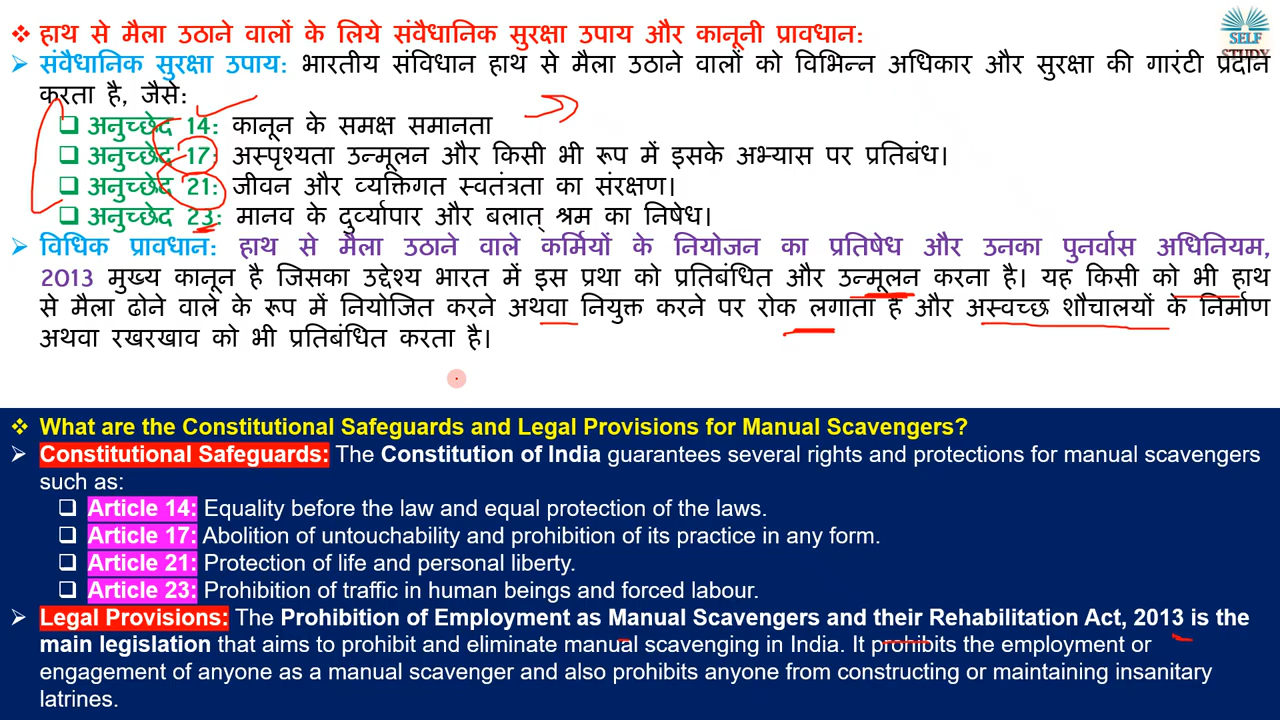 ❖ हाथ से मैला उठाने वालों के लिये संवैधानिक सुरक्षा उपाय और कानूनी प्रावधान:
SELF
STUDY
➢ संवैधानिक सुरक्षा उपाय: भारतीय संविधान हाथ से मैला उठाने वालों को विभिन्न अधिकार और सुरक्षा की गारंटी प्रदान
करता है, जैसे:
❑ अनुच्छेद 14: कानून के समक्ष समानता
❑ अनुच्छेद 17: अस्पृश्यता उन्मूलन और किसी भी रूप में इसके अभ्यास पर प्रतिबंध।
❑ अनुच्छेद 21: जीवन और व्यक्तिगत स्वतंत्रता का संरक्षण।
❑ अनुच्छेद 23: मानव के दुर्व्यापार और बलात् श्रम का निषेध।
➢ विधिक प्रावधान: हाथ से मैला उठाने वाले कर्मियों के नियोजन का प्रतिषेध और उनका पुनर्वास अधिनियम,
2013 मुख्य कानून है जिसका उद्देश्य भारत में इस प्रथा को प्रतिबंधित और उन्मूलन करना है। यह किसी को भी हाथ
से मैला ढोने वाले के रूप में नियोजित करने अथवा नियुक्त करने पर रोक लगाता है और अस्वच्छ शौचालयों के निर्माण
अथवा रखरखाव को भी प्रतिबंधित करता है।
❖ What are the Constitutional Safeguards and Legal Provisions for Manual Scavengers?
➢ Constitutional Safeguards: The Constitution of India guarantees several rights and protections for manual scavengers
such as:
❑ Article 14: Equality before the law and equal protection of the laws.
❑ Article 17: Abolition of untouchability and prohibition of its practice in any form.
❑ Article 21: Protection of life and personal liberty.
❑ Article 23: Prohibition of traffic in human beings and forced labour.
➢ Legal Provisions: The Prohibition of Employment as Manual Scavengers and their Rehabilitation Act, 2013 is the
main legislation that aims to prohibit and eliminate manual scavenging in India. It prohibits the employment or
engagement of anyone as a manual scavenger and also prohibits anyone from constructing or maintaining insanitary
latrines.